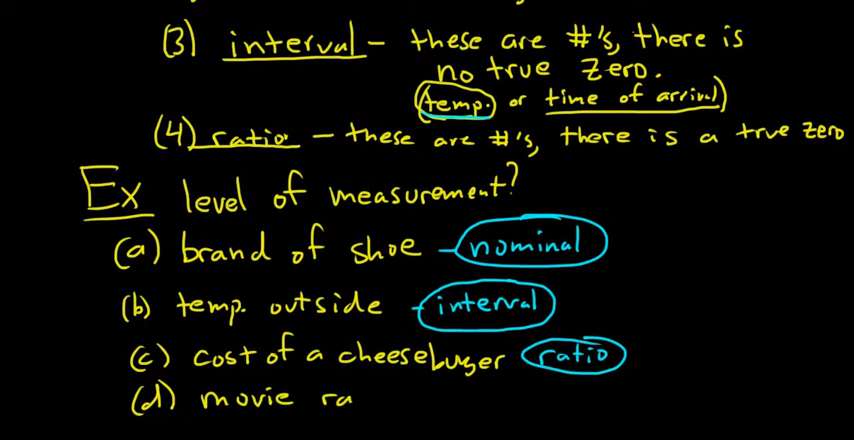 (3) interval – these are #'s, there is
no true zero.
(temp. or time of arrival)
(4) ratio – these are #'s, there is a true zero
Ex level of measurement?
(a) brand of shoe – nominal
(b) temp. outside – interval
(c) cost of a cheesebuger ratio
(d) movie ra